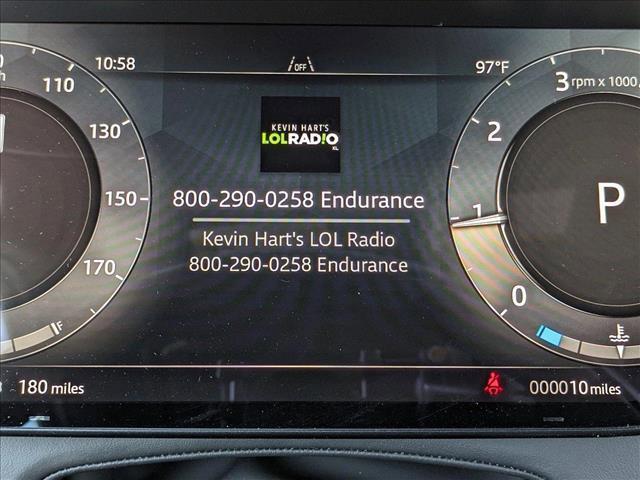 10:58
OFF
97°F
110
130
150
170
F
KEVIN HART'S
LOLRAD!O
XL
800-290-0258 Endurance
Kevin Hart's LOL Radio
800-290-0258 Endurance
3 rpm x 1000
2
1
0
P
180 miles
000010 miles